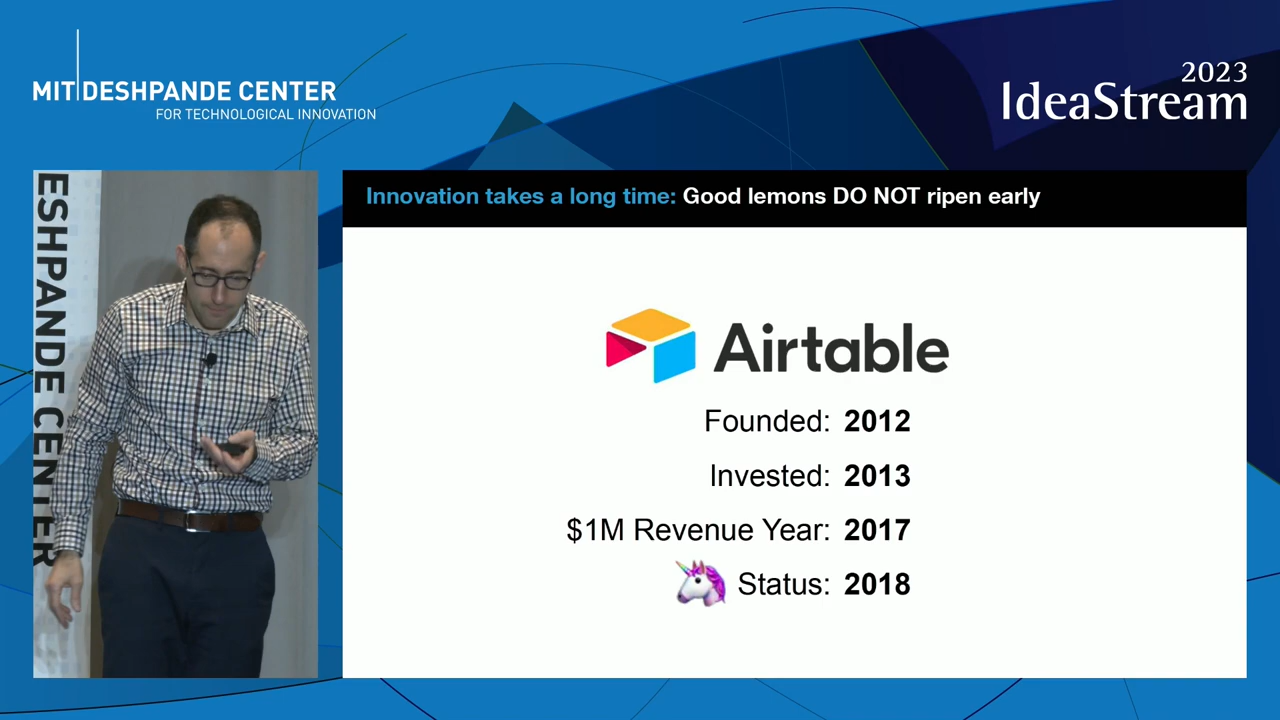 MIT DESHPANDE CENTER
FOR TECHNOLOGICAL INNOVATION
2023
IdeaStream
ESHPANDE CENTER
Innovation takes a long time: Good lemons DO NOT ripen early
Airtable
Founded: 2012
Invested: 2013
$1M Revenue Year: 2017
🦄 Status: 2018